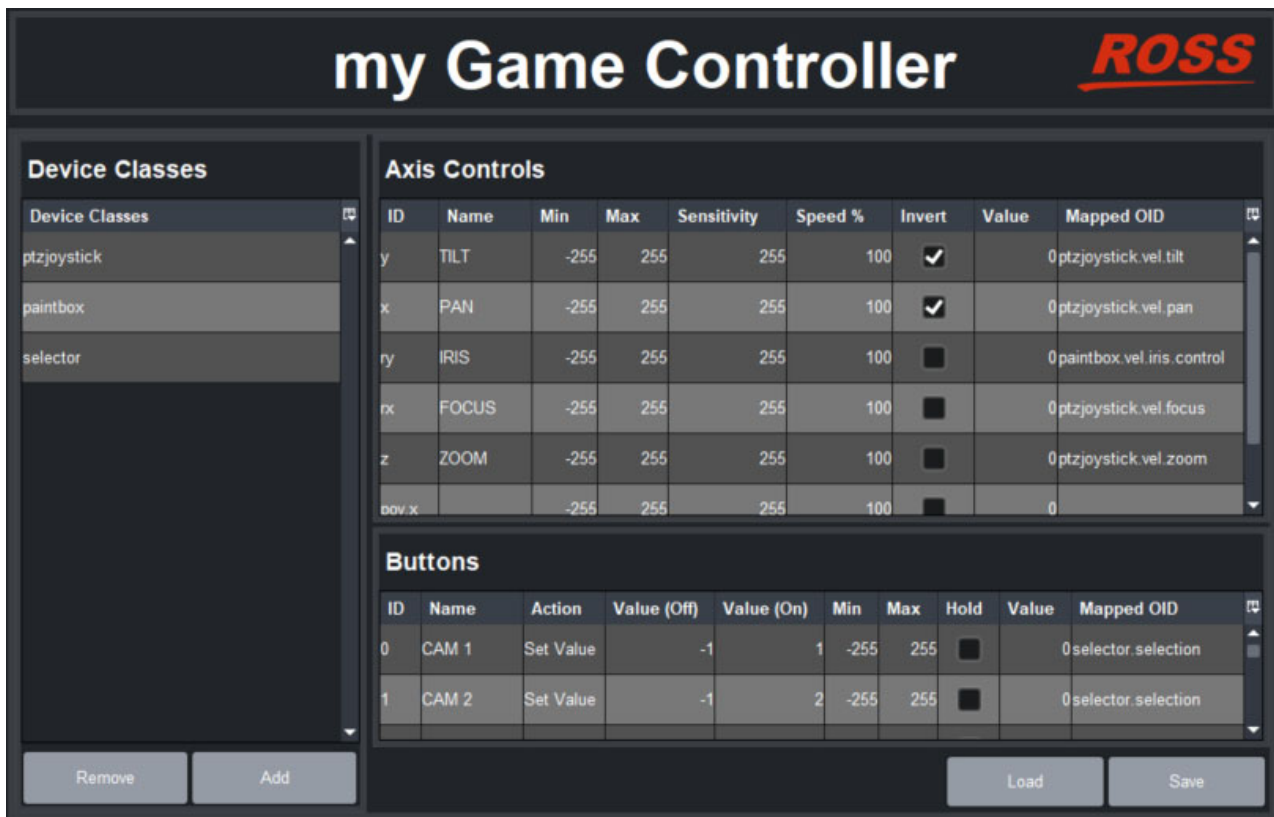 my Game Controller
ROSS
Device Classes
Device Classes
ptzjoystick
paintbox
selector
Remove Add
Axis Controls
ID Name Min Max Sensitivity Speed % Invert Value Mapped OID
y TILT -255 255 255 100 0 ptzjoystick.vel.tilt
x PAN -255 255 255 100 0 ptzjoystick.vel.pan
ry IRIS -255 255 255 100 0 paintbox.vel.iris.control
rx FOCUS -255 255 255 100 0 ptzjoystick.vel.focus
z ZOOM -255 255 255 100 0 ptzjoystick.vel.zoom
pov.x -255 255 255 100 0
Buttons
ID Name Action Value (Off) Value (On) Min Max Hold Value Mapped OID
0 CAM 1 Set Value -1 1 -255 255 0 selector.selection
1 CAM 2 Set Value -1 2 -255 255 0 selector.selection
Load Save